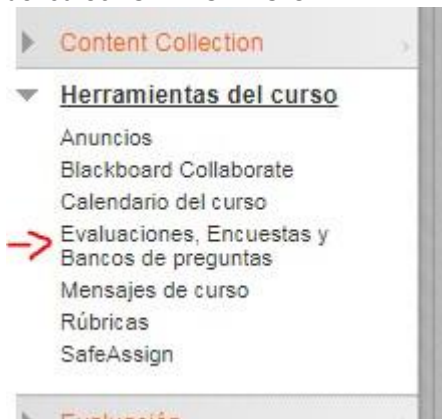 Content Collection
Herramientas del curso
Anuncios
Blackboard Collaborate
Calendario del curso
Evaluaciones, Encuestas y
Bancos de preguntas
Mensajes de curso
Rúbricas
SafeAssign